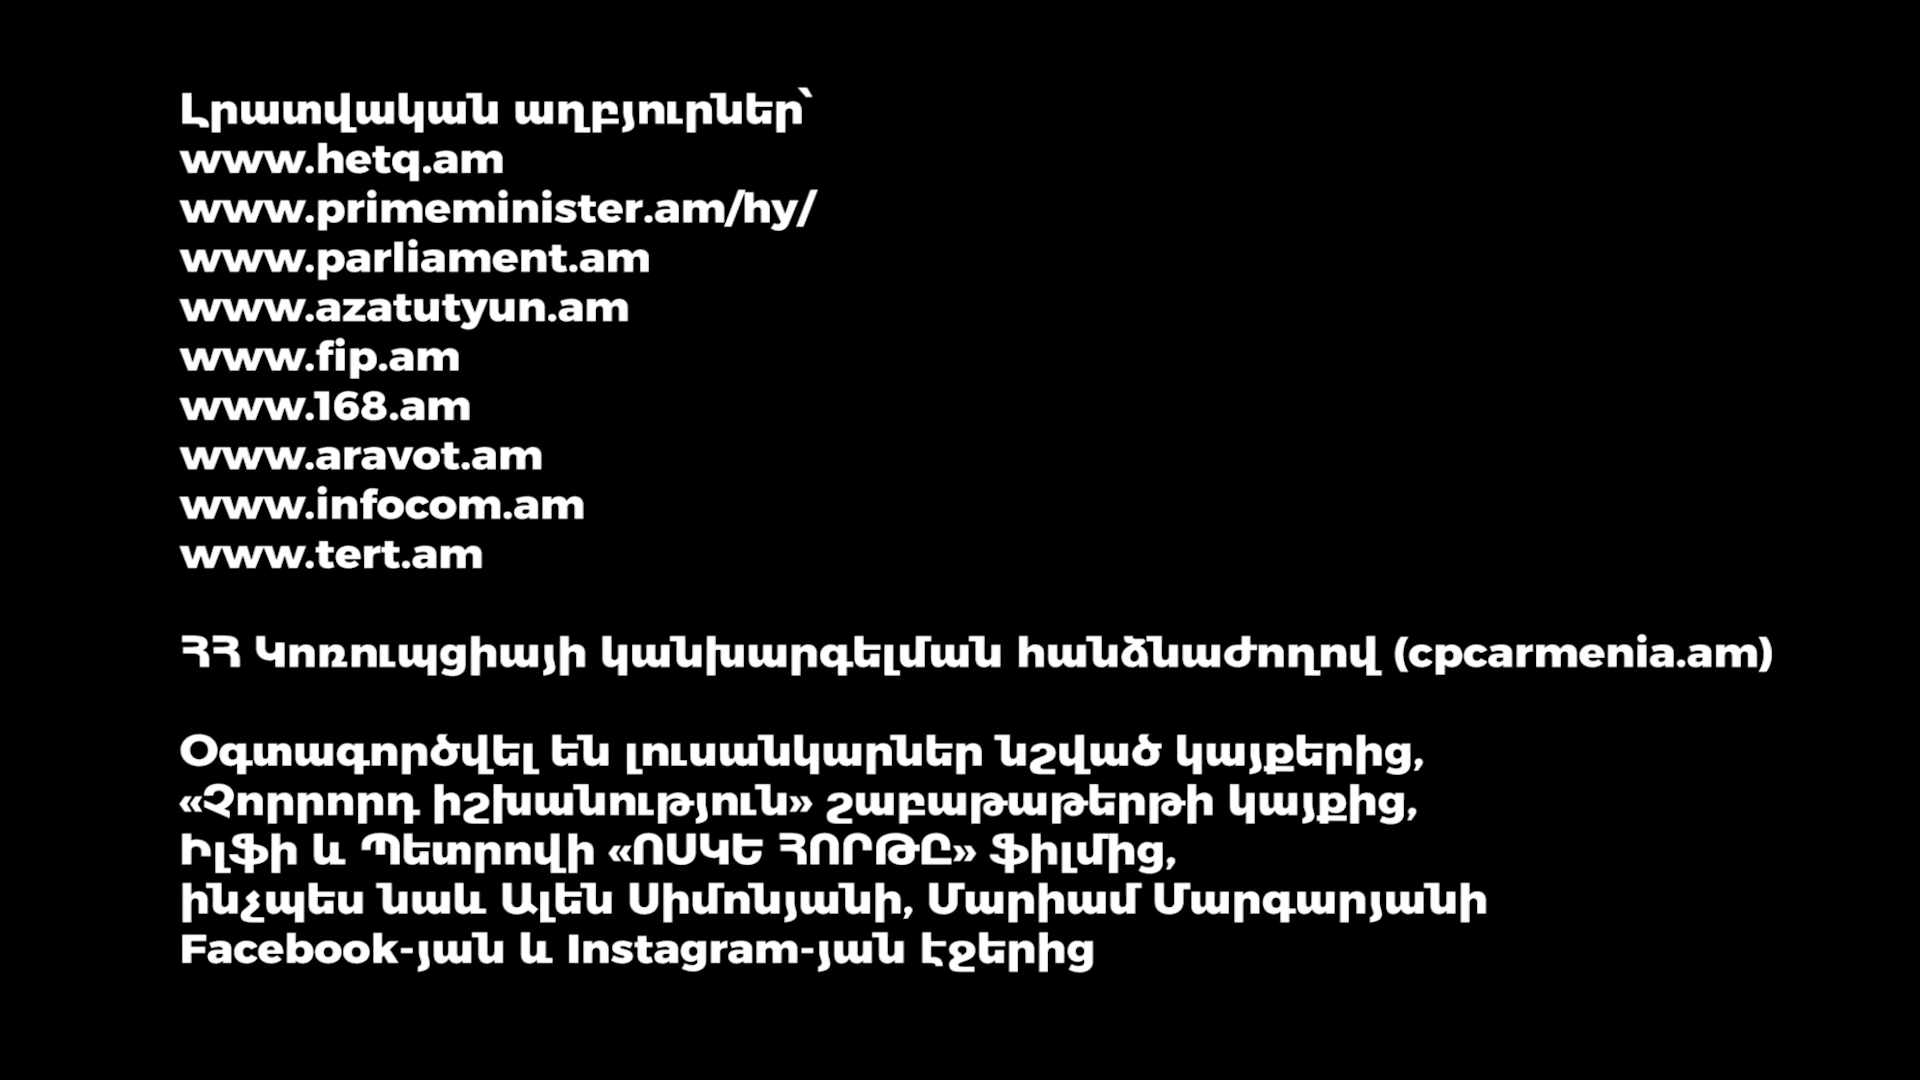 Լրատվական աղբյուրներ՝
www.hetq.am
www.primeminister.am/hy/
www.parliament.am
www.azatutyun.am
www.fip.am
www.168.am
www.aravot.am
www.infocom.am
www.tert.am
ՀՀ Կոռուպցիայի կանխարգելման հանձնաժողով (cpcarmenia.am)
Օգտագործվել են լուսանկարներ նշված կայքերից,
«Չորրորդ իշխանություն» շաբաթաթերթի կայքից,
Իլֆի և Պետրովի «ՈՍԿԵ ՀՈՐԹԸ» ֆիլմից,
ինչպես նաև Ալեն Սիմոնյանի, Մարիամ Մարգարյանի
Facebook-յան և Instagram-յան էջերից